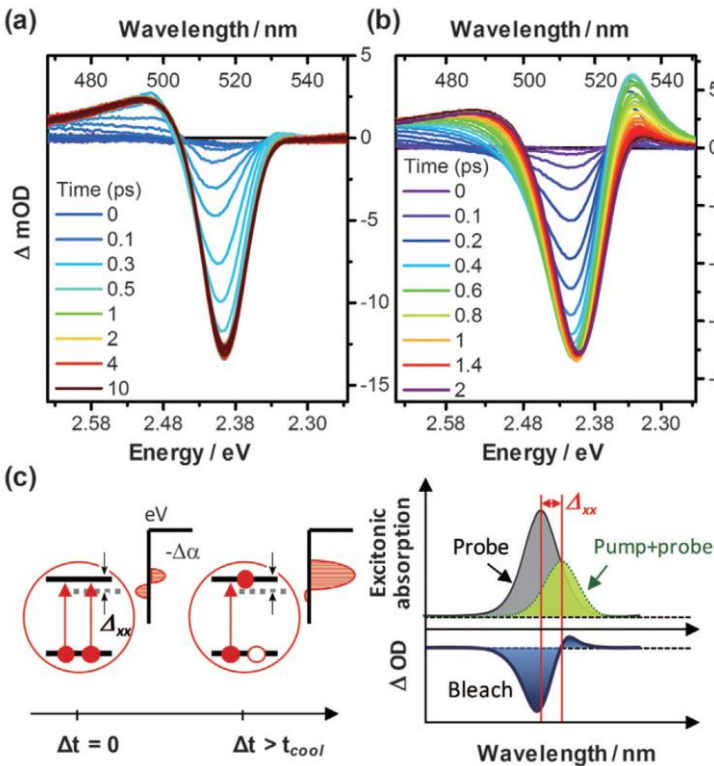 (a)
Wavelength / nm
480 500 520 540
5
0
-5
-10
-15
Δ mOD
Time (ps)
0
0.1
0.3
0.5
1
2
4
10
2.58 2.48 2.38 2.30
Energy / eV
(b)
Wavelength / nm
480 500 520 540
5
0
Time (ps)
0
0.1
0.2
0.4
0.6
0.8
1
1.4
2
2.58 2.48 2.38 2.30
Energy / eV
(c)
eV
-Δα
Δxx
Δt = 0
Δt > tcool
Excitonic
absorption
Δxx
Probe
Pump+probe
Δ OD
Bleach
Wavelength / nm